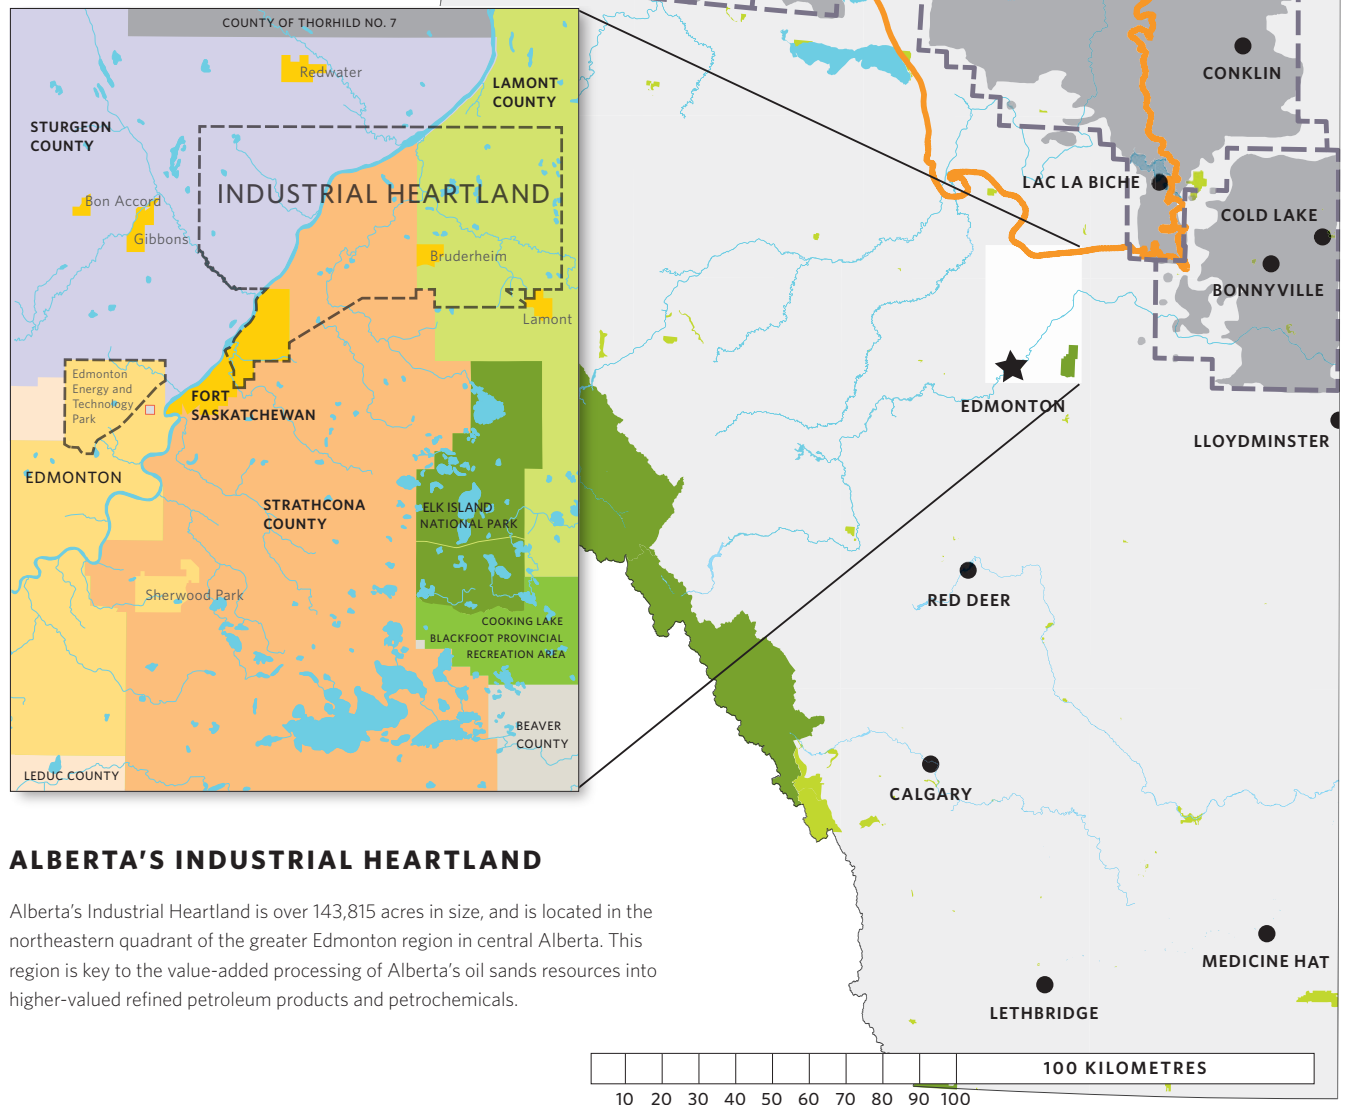 COUNTY OF THORHILD NO. 7
Redwater
LAMONT
COUNTY
STURGEON
COUNTY
INDUSTRIAL HEARTLAND
Bon Accord
Gibbons
Bruderheim
Lamont
Edmonton
Energy and
Technology
Park
FORT
SASKATCHEWAN
EDMONTON
STRATHCONA
COUNTY
ELK ISLAND
NATIONAL PARK
Sherwood Park
COOKING LAKE
BLACKFOOT PROVINCIAL
RECREATION AREA
BEAVER
COUNTY
LEDUC COUNTY
CONKLIN
LAC LA BICHE
COLD LAKE
BONNYVILLE
EDMONTON
LLOYDMINSTER
RED DEER
CALGARY
MEDICINE HAT
LETHBRIDGE
ALBERTA'S INDUSTRIAL HEARTLAND
Alberta's Industrial Heartland is over 143,815 acres in size, and is located in the
northeastern quadrant of the greater Edmonton region in central Alberta. This
region is key to the value-added processing of Alberta's oil sands resources into
higher-valued refined petroleum products and petrochemicals.
100 KILOMETRES
10 20 30 40 50 60 70 80 90 100